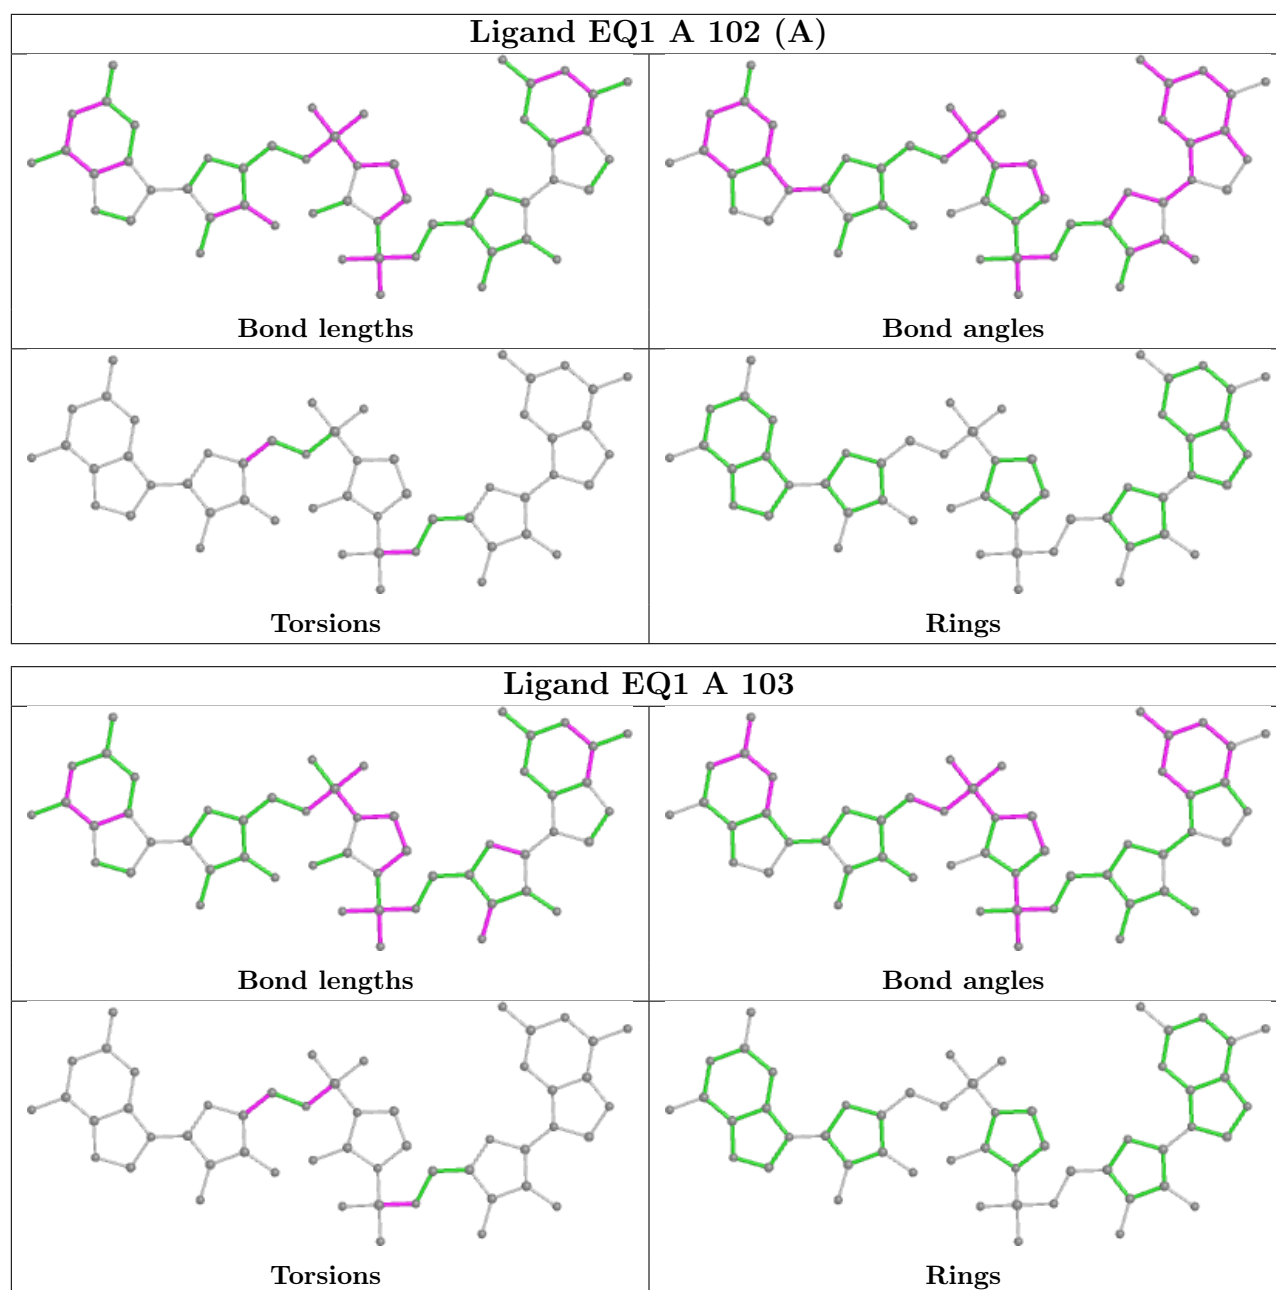 Ligand EQ1 A 102 (A)
Bond lengths
Bond angles
Torsions
Rings
Ligand EQ1 A 103
Bond lengths
Bond angles
Torsions
Rings